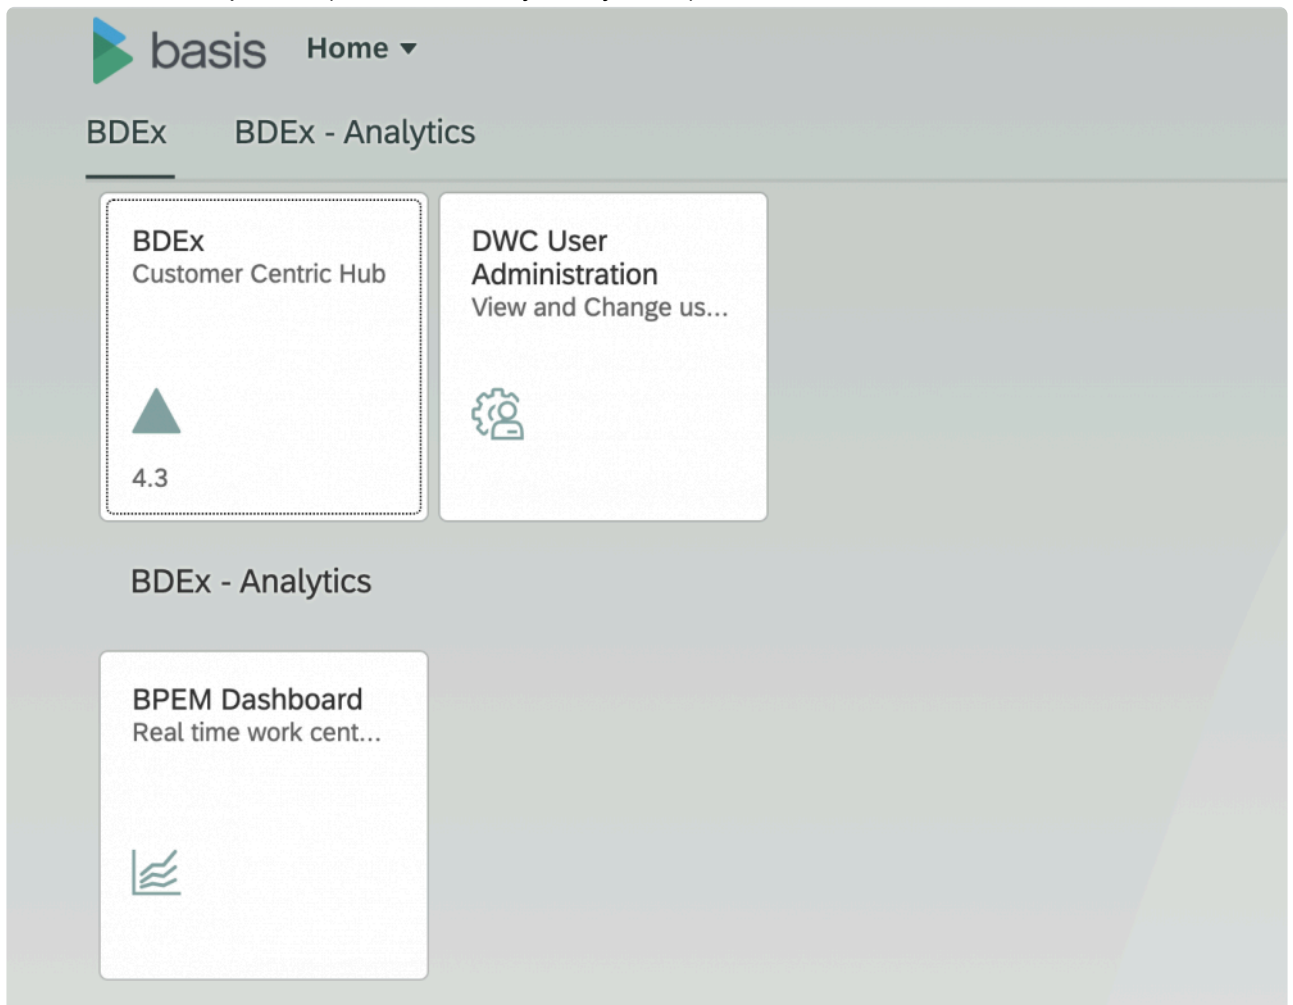 basis Home
BDEx BDEx - Analytics
BDEx
Customer Centric Hub
4.3
DWC User
Administration
View and Change us...
BDEx - Analytics
BPEM Dashboard
Real time work cent...